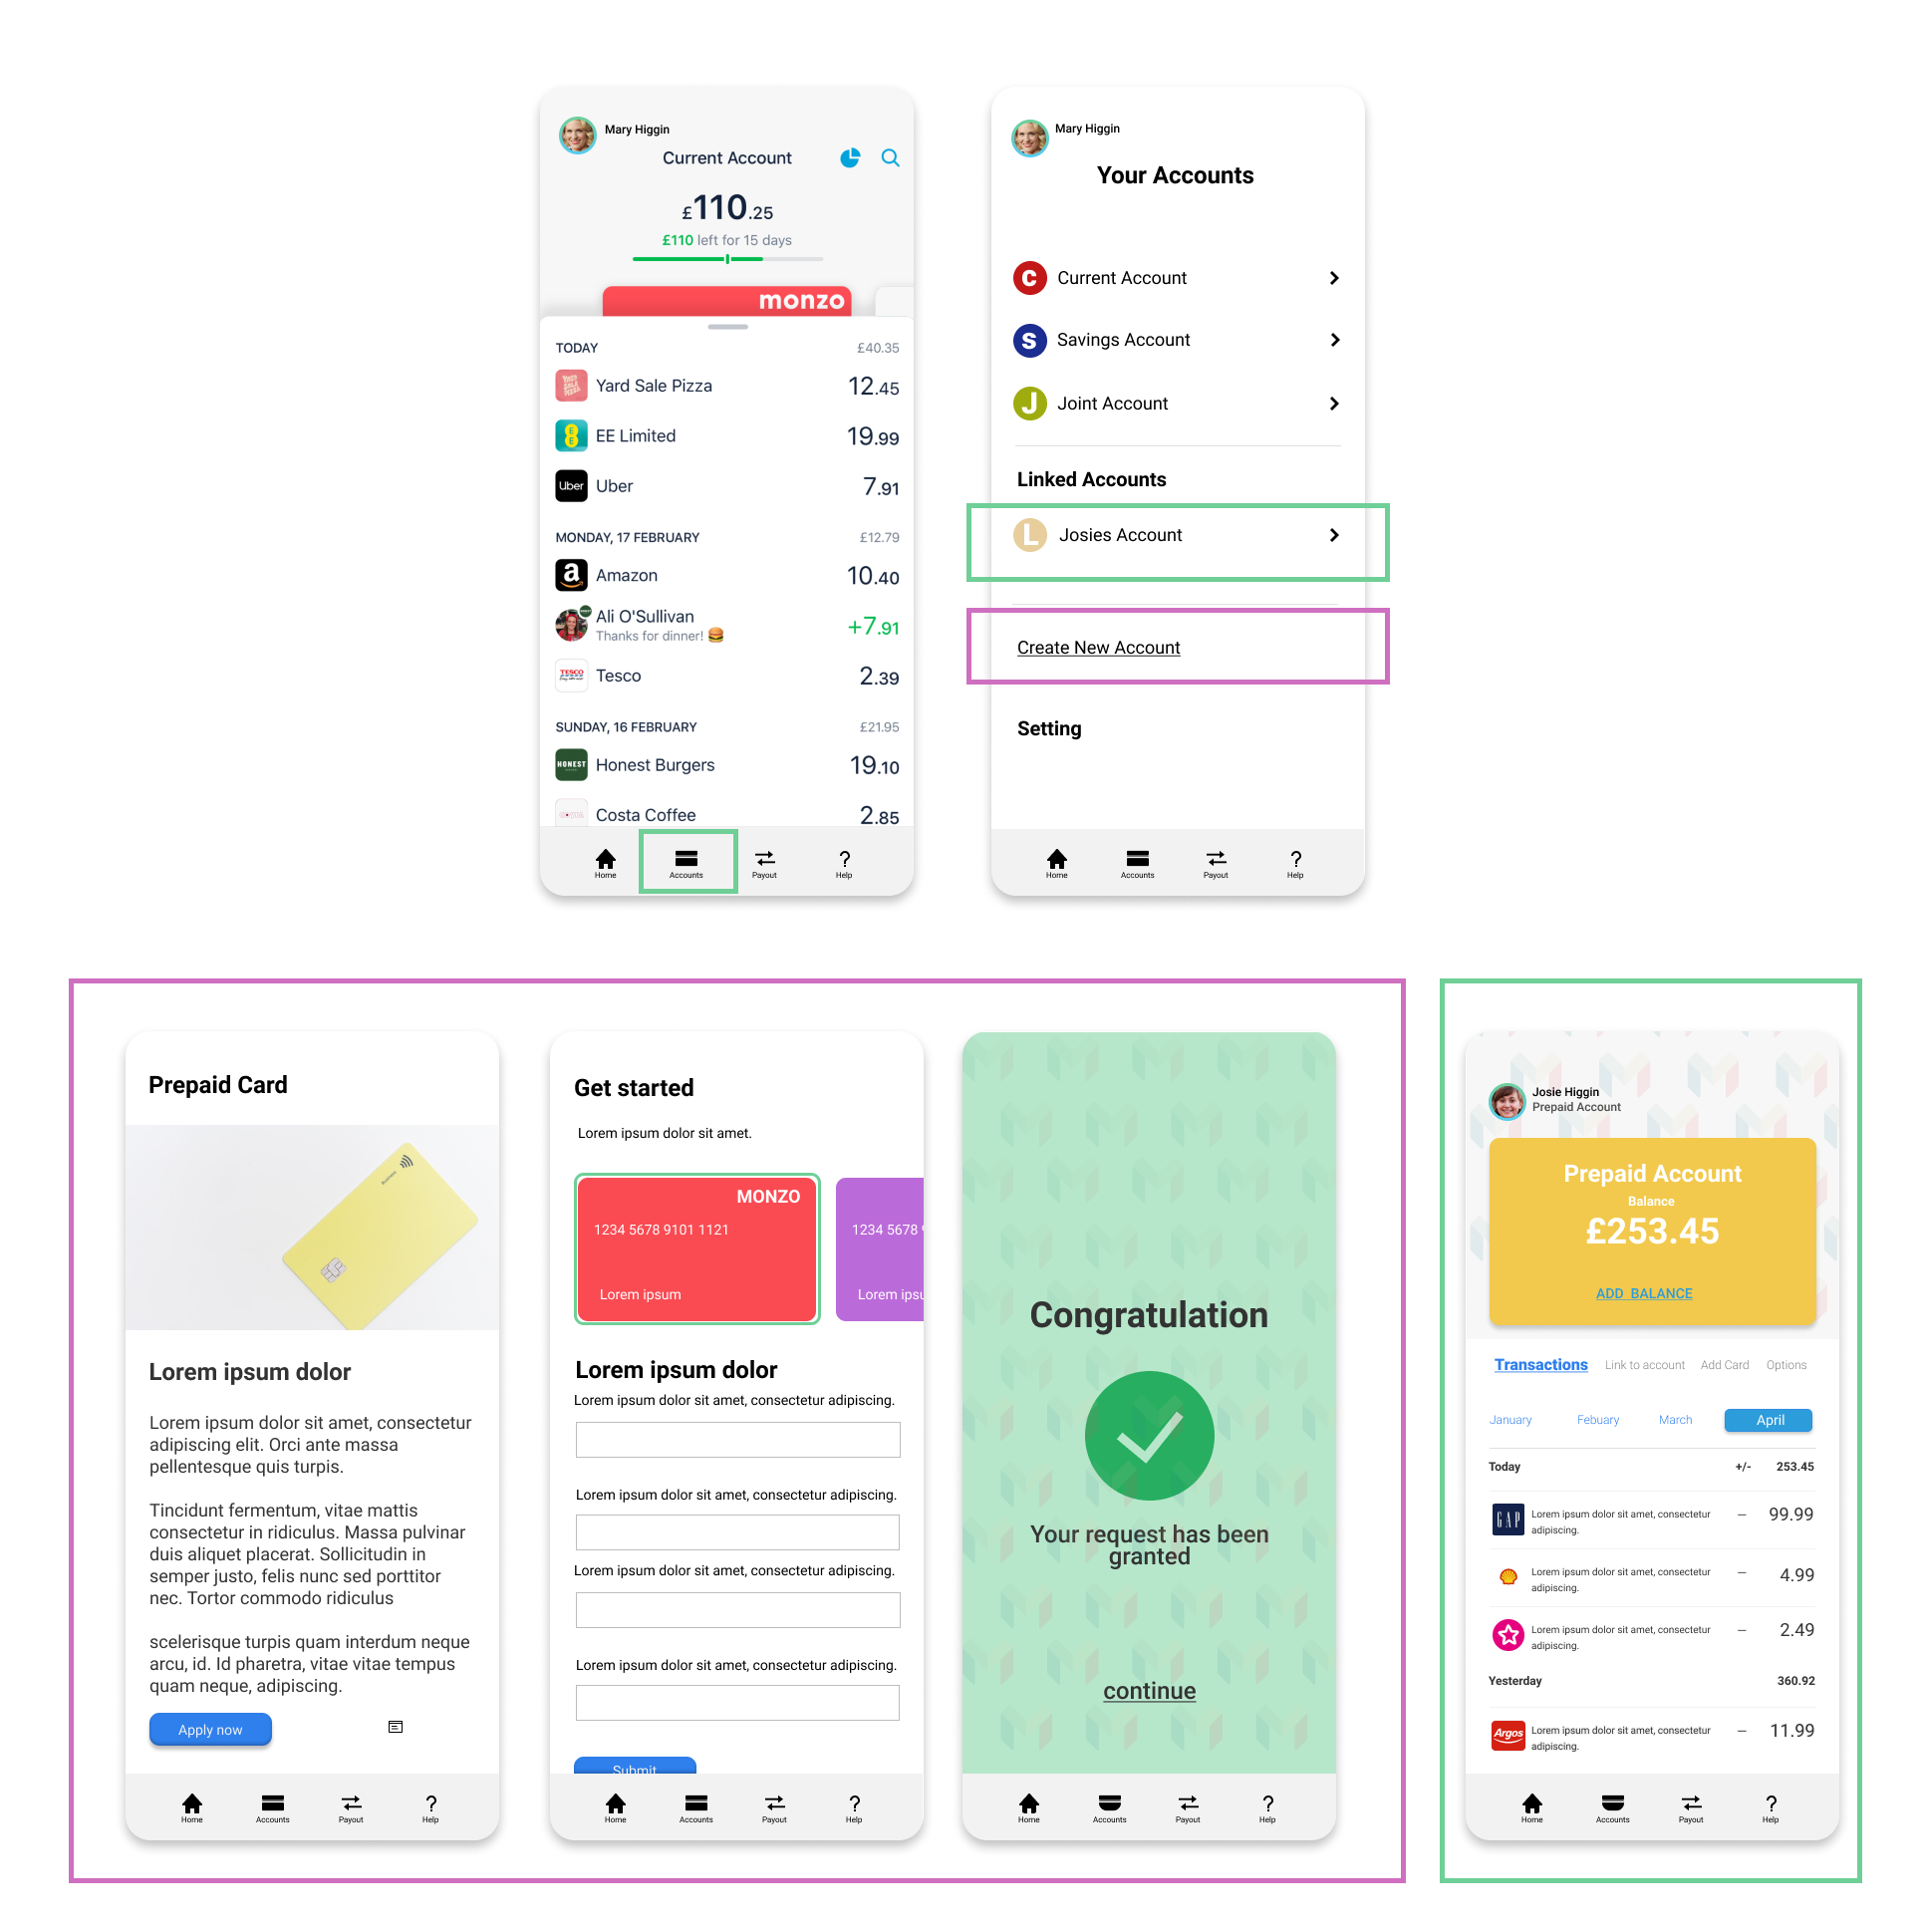 Mary Higgin
Current Account
£110.25
£110 left for 15 days
monzo
TODAY £40.35
YARD SALE PIZZA
Yard Sale Pizza 12.45
EE
EE Limited 19.99
Uber
Uber 7.91
MONDAY, 17 FEBRUARY £12.79
a
Amazon 10.40
Ali O'Sullivan +7.91
Thanks for dinner! 🍔
TESCO
Tesco 2.39
SUNDAY, 16 FEBRUARY £21.95
HONEST
Honest Burgers 19.10
Costa Coffee 2.85
Home Accounts Payout ? Help
Mary Higgin
Your Accounts
C Current Account
S Savings Account
J Joint Account
Linked Accounts
L Josies Account
Create New Account
Setting
Home Accounts Payout ? Help
Prepaid Card
Business
Lorem ipsum dolor
Lorem ipsum dolor sit amet, consectetur
adipiscing elit. Orci ante massa
pellentesque quis turpis.
Tincidunt fermentum, vitae mattis
consectetur in ridiculus. Massa pulvinar
duis aliquet placerat. Sollicitudin in
semper justo, felis nunc sed porttitor
nec. Tortor commodo ridiculus
scelerisque turpis quam interdum neque
arcu, id. Id pharetra, vitae vitae tempus
quam neque, adipiscing.
Apply now
Home Accounts Payout ? Help
Get started
Lorem ipsum dolor sit amet.
MONZO
1234 5678 9101 1121
Lorem ipsum
1234 5678
Lorem ipsu
Lorem ipsum dolor
Lorem ipsum dolor sit amet, consectetur adipiscing.
Lorem ipsum dolor sit amet, consectetur adipiscing.
Lorem ipsum dolor sit amet, consectetur adipiscing.
Lorem ipsum dolor sit amet, consectetur adipiscing.
Submit
Home Accounts Payout ? Help
Congratulation
Your request has been
granted
continue
Home Accounts Payout ? Help
Josie Higgin
Prepaid Account
Prepaid Account
Balance
£253.45
ADD BALANCE
Transactions Link to account Add Card Options
January Febuary March April
Today +/- 253.45
GAP
Lorem ipsum dolor sit amet, consectetur – 99.99
adipiscing.
Lorem ipsum dolor sit amet, consectetur – 4.99
adipiscing.
Lorem ipsum dolor sit amet, consectetur – 2.49
adipiscing.
Yesterday 360.92
Argos
Lorem ipsum dolor sit amet, consectetur – 11.99
adipiscing.
Home Accounts Payout ? Help